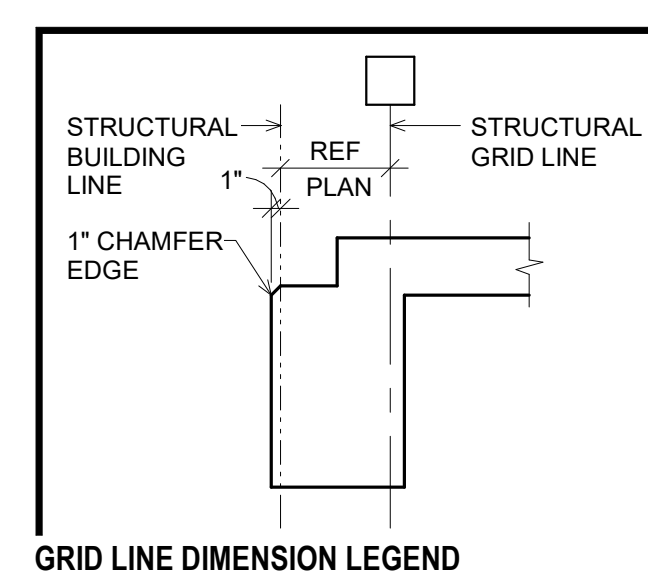 STRUCTURAL
BUILDING
LINE
REF
PLAN
STRUCTURAL
GRID LINE
1"
1" CHAMFER
EDGE
GRID LINE DIMENSION LEGEND